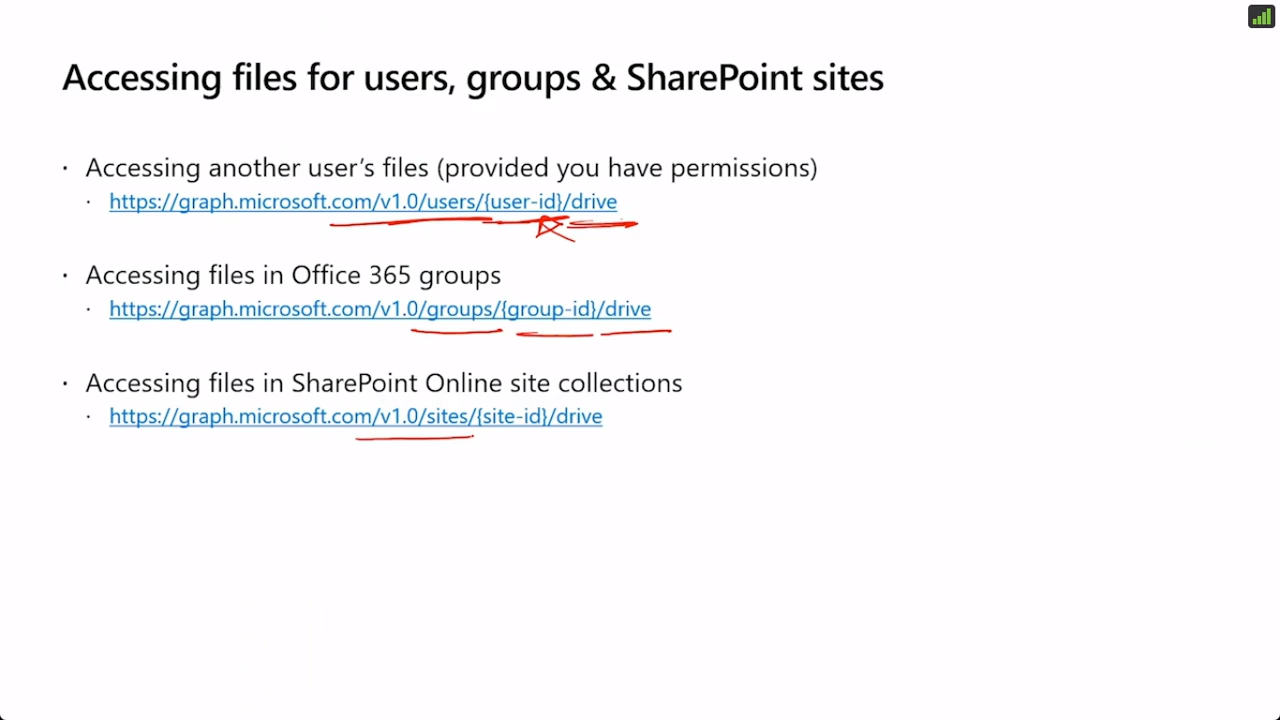 Accessing files for users, groups & SharePoint sites
· Accessing another user's files (provided you have permissions)
· https://graph.microsoft.com/v1.0/users/{user-id}/drive
· Accessing files in Office 365 groups
· https://graph.microsoft.com/v1.0/groups/{group-id}/drive
· Accessing files in SharePoint Online site collections
· https://graph.microsoft.com/v1.0/sites/{site-id}/drive